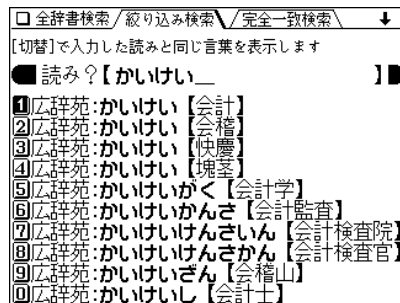 全辞書検索 絞り込み検索 完全一致検索 ↓
[切替]で入力した読みと同じ言葉を表示します
読み？【かいけい_ 】
1広辞苑:かいけい【会計】
2広辞苑:かいけい【会稽】
3広辞苑:かいけい【快慶】
4広辞苑:かいけい【塊茎】
5広辞苑:かいけいがく【会計学】
6広辞苑:かいけいかんさ【会計監査】
7広辞苑:かいけいけんさいん【会計検査院】
8広辞苑:かいけいけんさかん【会計検査官】
9広辞苑:かいけいざん【会稽山】
0広辞苑:かいけいし【会計士】